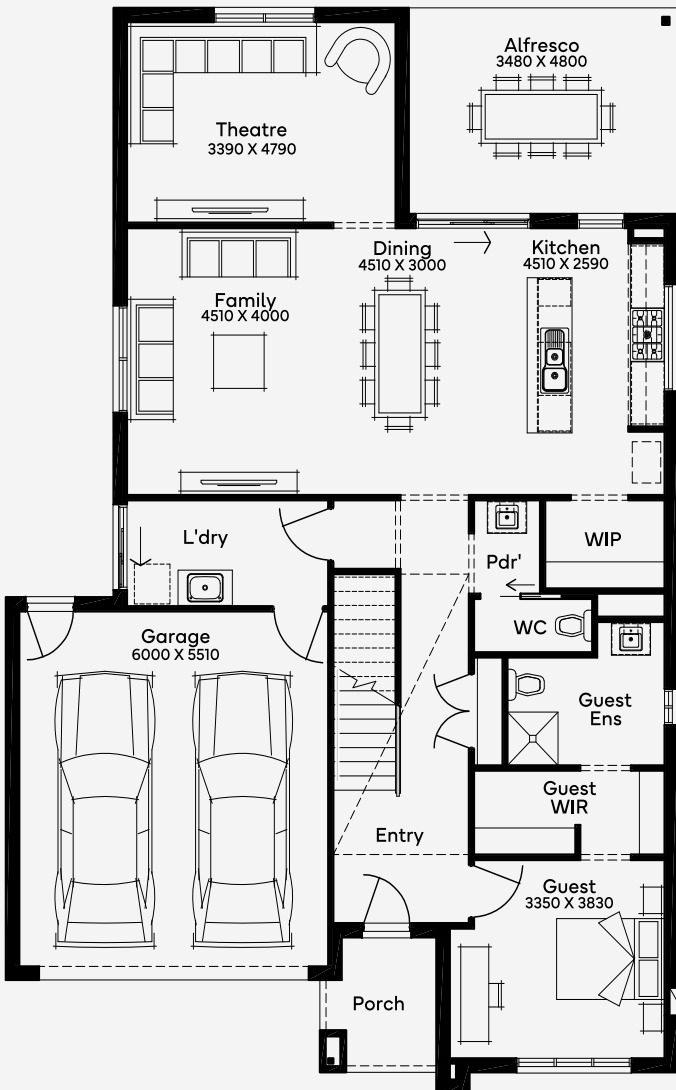 Alfresco
3480 X 4800
Theatre
3390 X 4790
Dining
4510 X 3000
Kitchen
4510 X 2590
Family
4510 X 4000
L'dry
Pdr'
WIP
WC
Garage
6000 X 5510
Guest
Ens
Guest
WIR
Entry
Guest
3350 X 3830
Porch